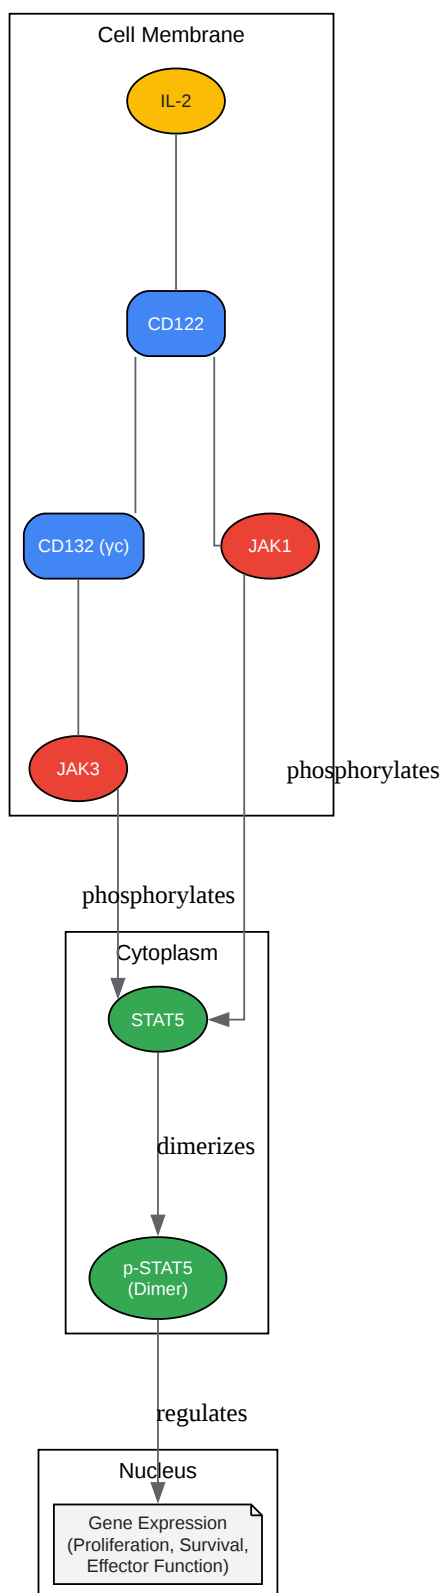 Cell Membrane
IL-2
CD122
CD132 (γc)
JAK1
JAK3
phosphorylates
phosphorylates
Cytoplasm
STAT5
dimerizes
p-STAT5
(Dimer)
regulates
Nucleus
Gene Expression
(Proliferation, Survival,
Effector Function)